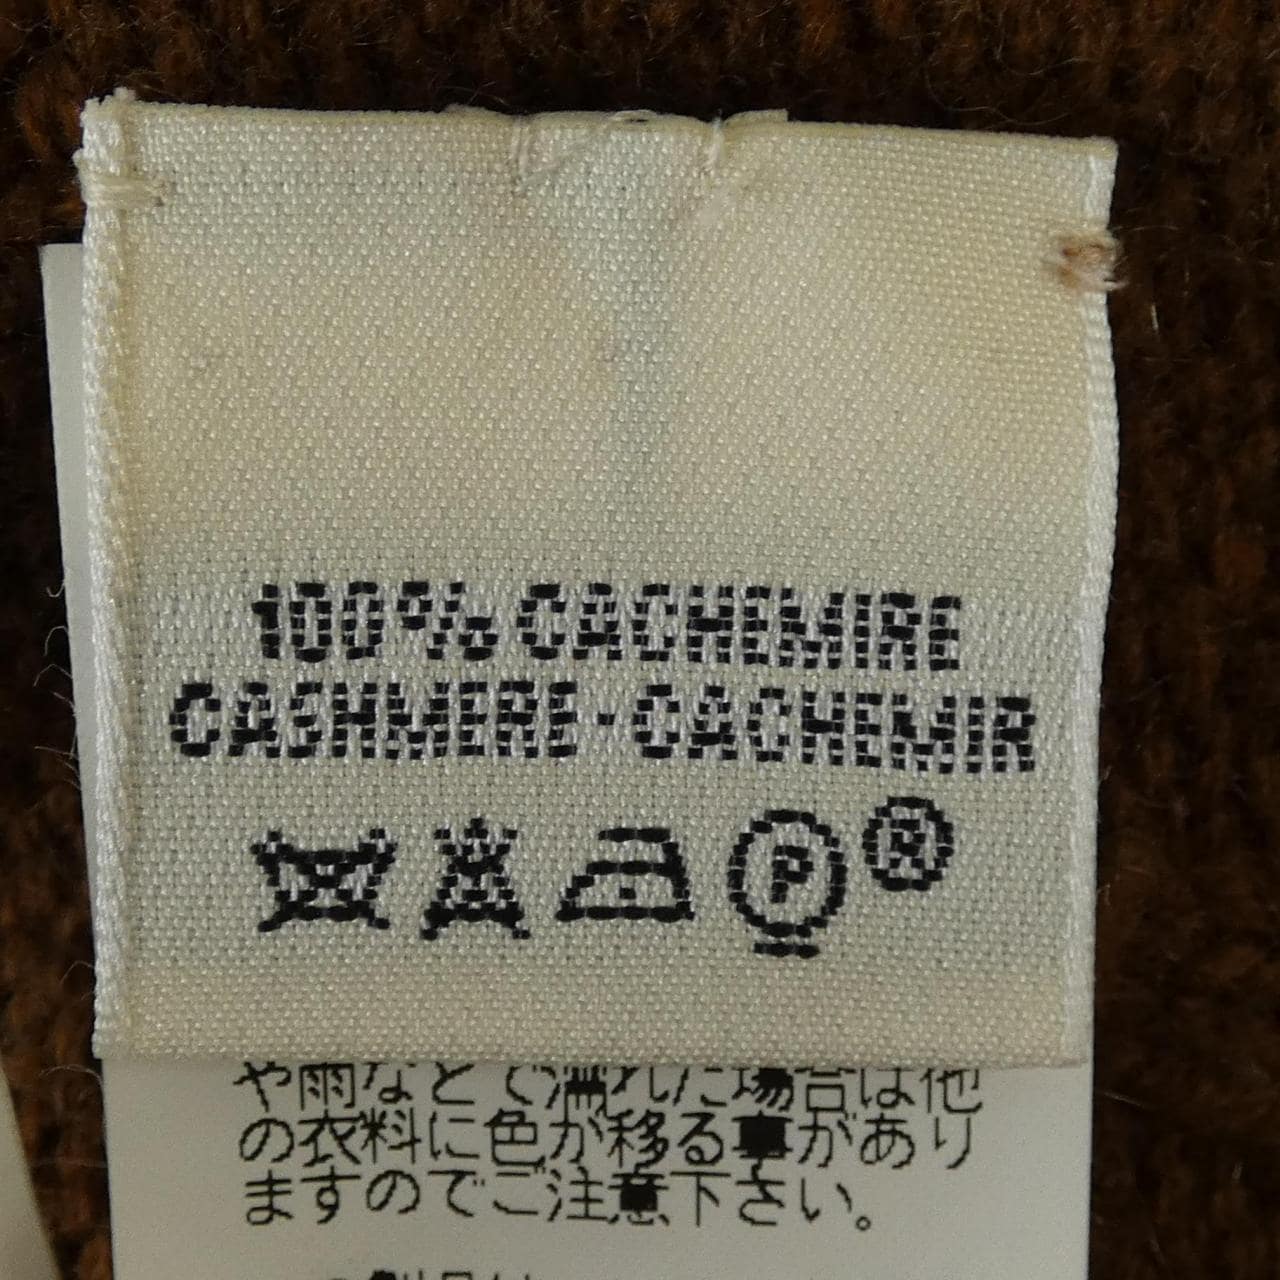 100% CACHEMIRE
CASHMERE-CACHEMIR
P ®
や雨などで濡れた場合は他
の衣料に色が移る事があり
ますのでご注意下さい。